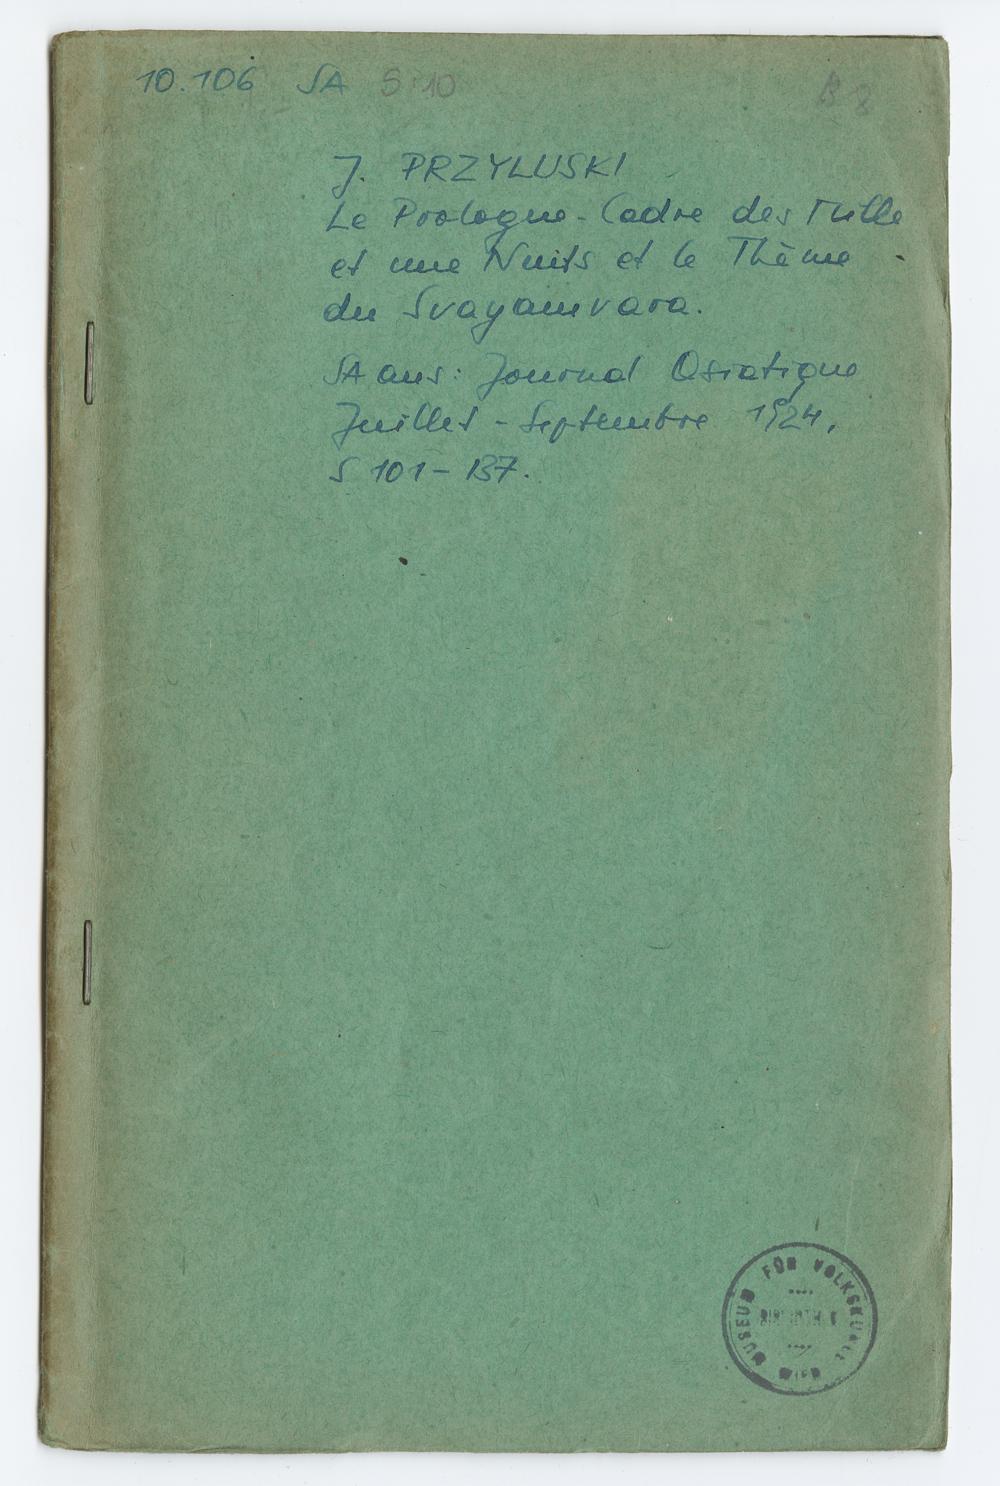 10.106 SA S 10
B 8
J. PRZYLUSKI
Le Prologue-Cadre des Mille
et une Nuits et le Thème
du Svayamvara.
SA aus: Journal Asiatique
Juillet - Septembre 1924,
S 101 - 137.
MUSEUM FÜR VOLKSKUNDE WIEN
BIBLIOTHEK